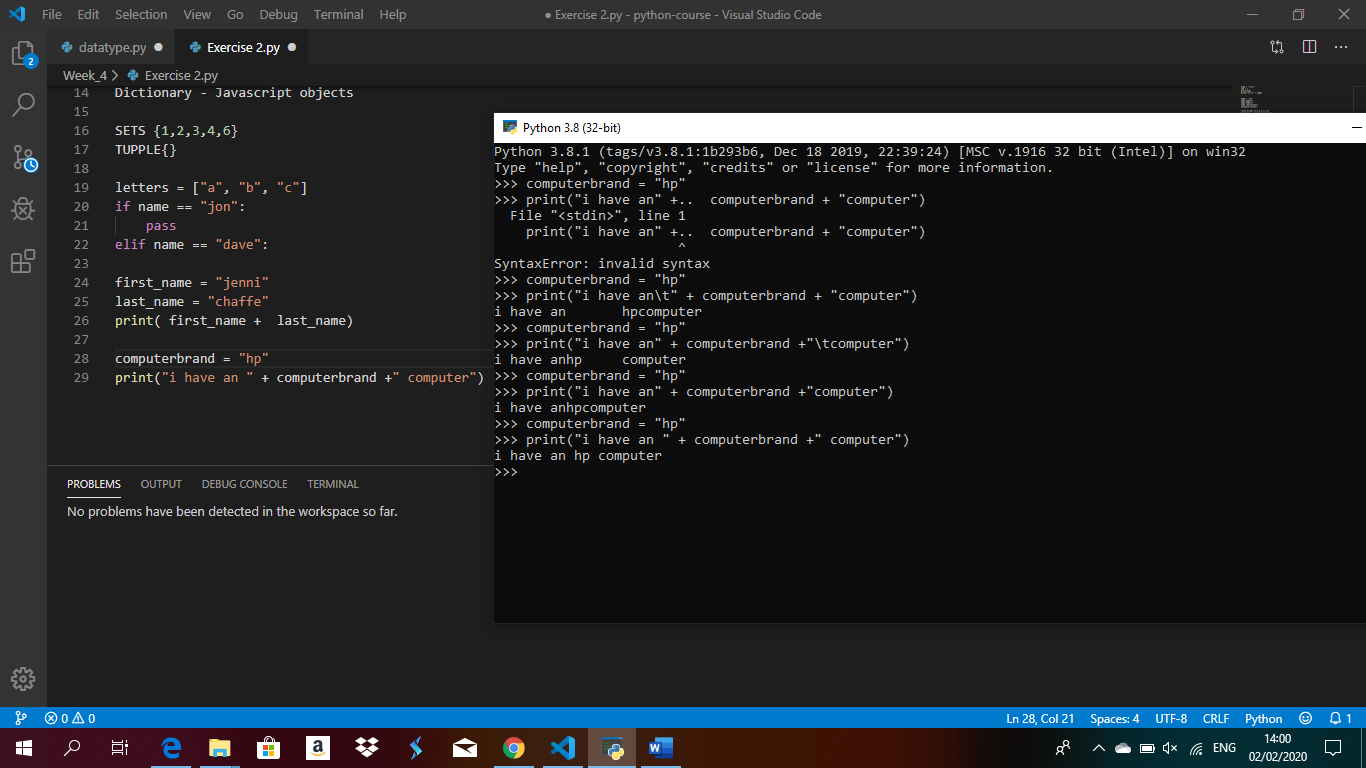 File Edit Selection View Go Debug Terminal Help
● Exercise 2.py - python-course - Visual Studio Code
datatype.py ● Exercise 2.py ●
2
Week_4 > Exercise 2.py
14 Dictionary - Javascript objects
15
16 SETS {1,2,3,4,6}
17 TUPPLE{}
18
19 letters = ["a", "b", "c"]
20 if name == "jon":
21     pass
22 elif name == "dave":
23
24 first_name = "jenni"
25 last_name = "chaffe"
26 print( first_name +  last_name)
27
28 computerbrand = "hp"
29 print("i have an " + computerbrand +" computer")
PROBLEMS OUTPUT DEBUG CONSOLE TERMINAL
No problems have been detected in the workspace so far.
Python 3.8 (32-bit)
Python 3.8.1 (tags/v3.8.1:1b293b6, Dec 18 2019, 22:39:24) [MSC v.1916 32 bit (Intel)] on win32
Type "help", "copyright", "credits" or "license" for more information.
>>> computerbrand = "hp"
>>> print("i have an" +..  computerbrand + "computer")
  File "<stdin>", line 1
    print("i have an" +..  computerbrand + "computer")
                       ^
SyntaxError: invalid syntax
>>> computerbrand = "hp"
>>> print("i have an\t" + computerbrand + "computer")
i have an       hpcomputer
>>> computerbrand = "hp"
>>> print("i have an" + computerbrand +"\tcomputer")
i have anhp     computer
>>> computerbrand = "hp"
>>> print("i have an" + computerbrand +"computer")
i have anhpcomputer
>>> computerbrand = "hp"
>>> print("i have an " + computerbrand +" computer")
i have an hp computer
>>>
0 0 Ln 28, Col 21 Spaces: 4 UTF-8 CRLF Python 1
ENG
14:00
02/02/2020